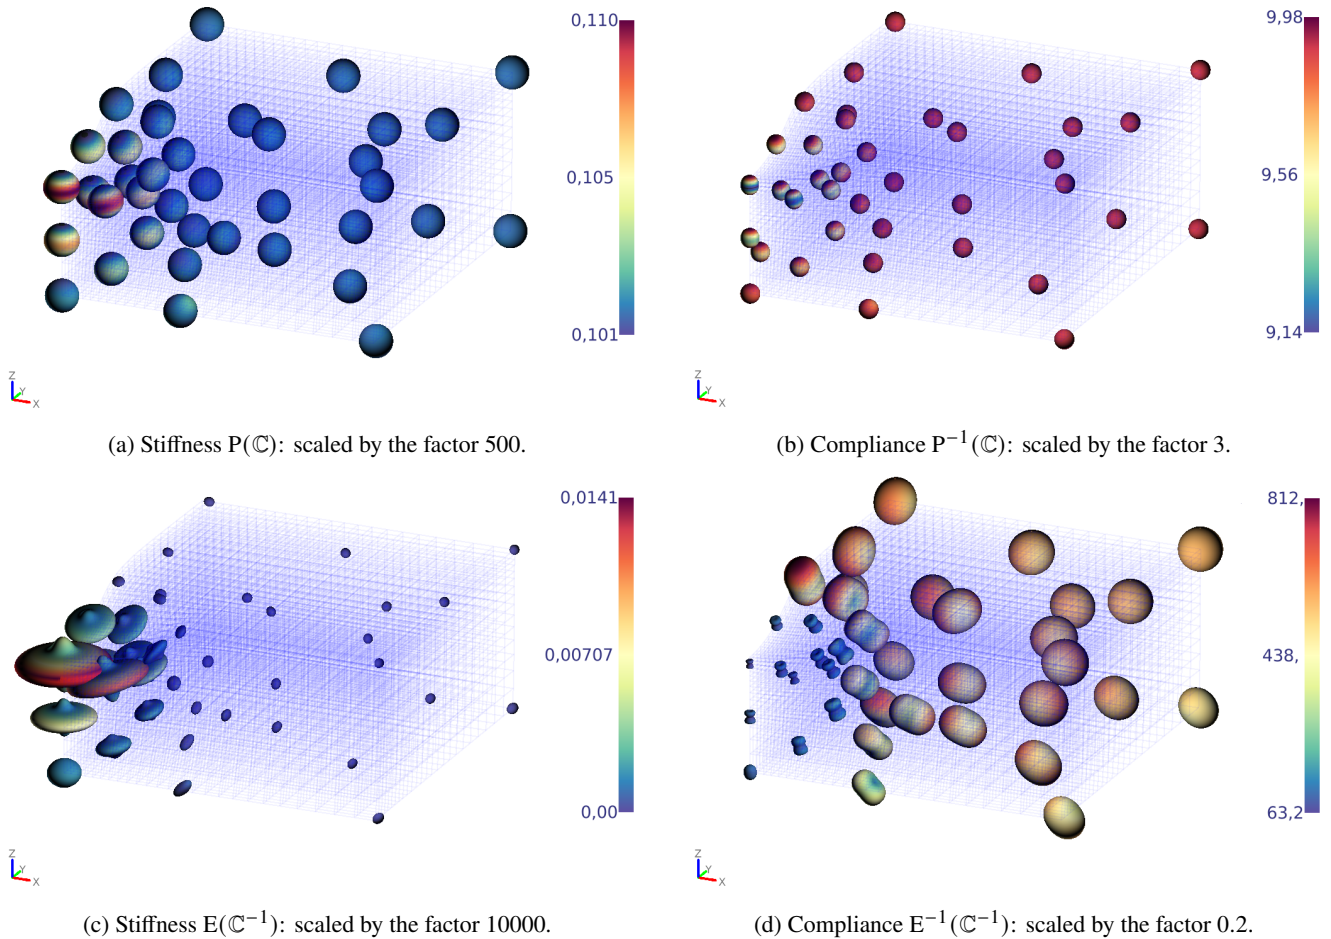 0,110
0,105
0,101
Z
Y
X
(a) Stiffness P(ℂ): scaled by the factor 500.
9,98
9,56
9,14
Z
Y
X
(b) Compliance P⁻¹(ℂ): scaled by the factor 3.
0,0141
0,00707
0,00
Z
Y
X
(c) Stiffness E(ℂ⁻¹): scaled by the factor 10000.
812,
438,
63,2
Z
Y
X
(d) Compliance E⁻¹(ℂ⁻¹): scaled by the factor 0.2.